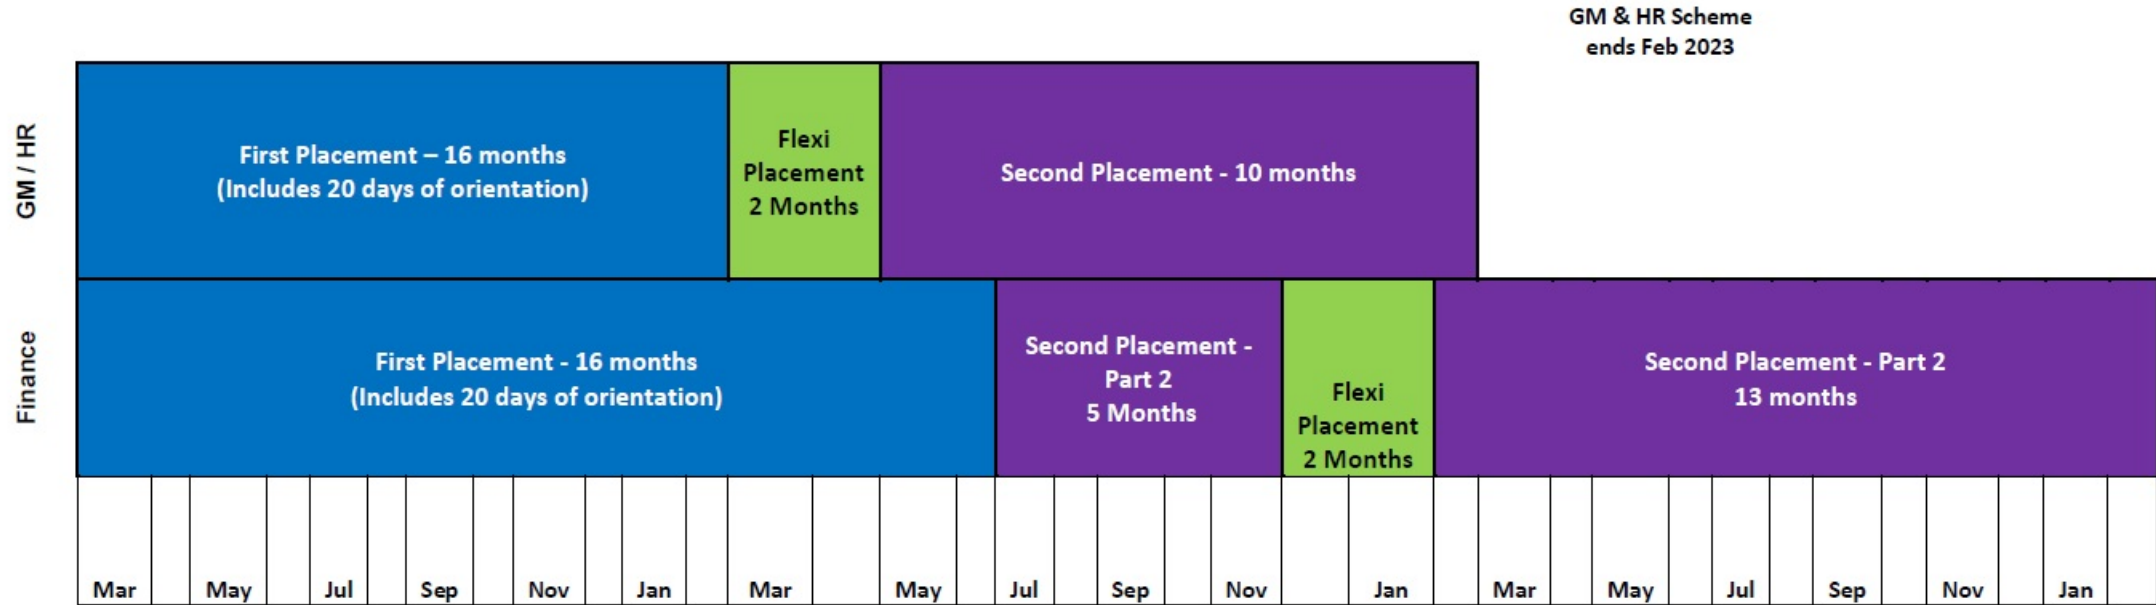 GM & HR Scheme
ends Feb 2023
GM / HR
First Placement – 16 months
(Includes 20 days of orientation)
Flexi
Placement
2 Months
Second Placement - 10 months
Finance
First Placement - 16 months
(Includes 20 days of orientation)
Second Placement -
Part 2
5 Months
Flexi
Placement
2 Months
Second Placement - Part 2
13 months
Mar May Jul Sep Nov Jan Mar May Jul Sep Nov Jan Mar May Jul Sep Nov Jan